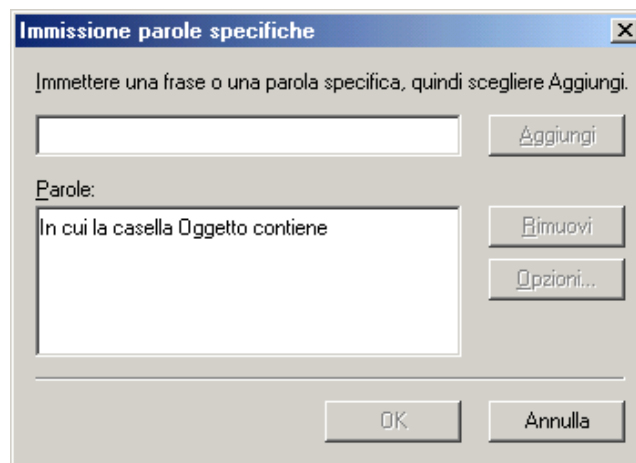 Immissione parole specifiche
Immettere una frase o una parola specifica, quindi scegliere Aggiungi.
Aggiungi
Parole:
In cui la casella Oggetto contiene
Rimuovi
Opzioni...
OK
Annulla